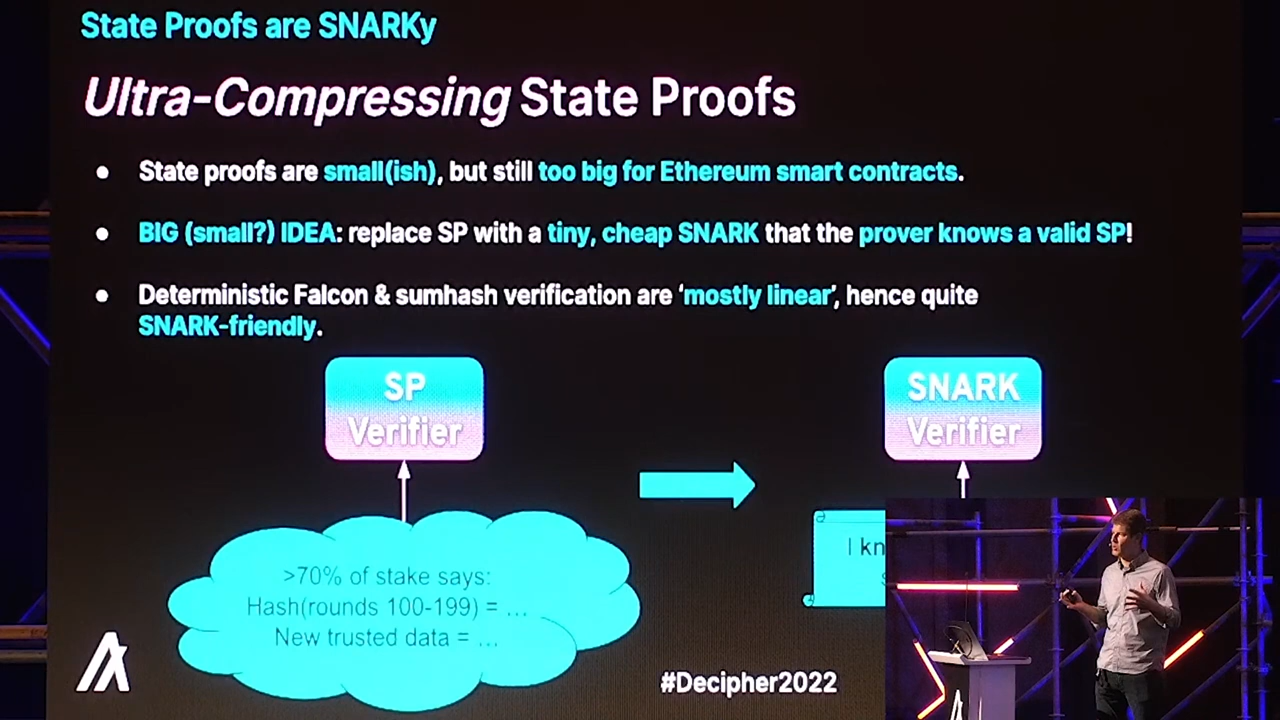 State Proofs are SNARKy
Ultra-Compressing State Proofs
• State proofs are small(ish), but still too big for Ethereum smart contracts.
• BIG (small?) IDEA: replace SP with a tiny, cheap SNARK that the prover knows a valid SP!
• Deterministic Falcon & sumhash verification are ‘mostly linear’, hence quite
SNARK-friendly.
SP
Verifier
SNARK
Verifier
>70% of stake says:
Hash(rounds 100-199) = …
New trusted data = …
I kn
#Decipher2022